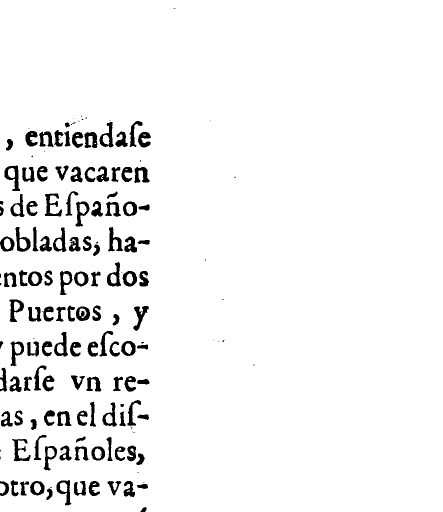 , entiendaſe
que vacaren
s de Eſpaño-
obladas, ha-
entos por dos
Puertos , y
y puede eſco-
darſe vn re-
as , en el diſ-
Eſpañoles,
otro, que va-